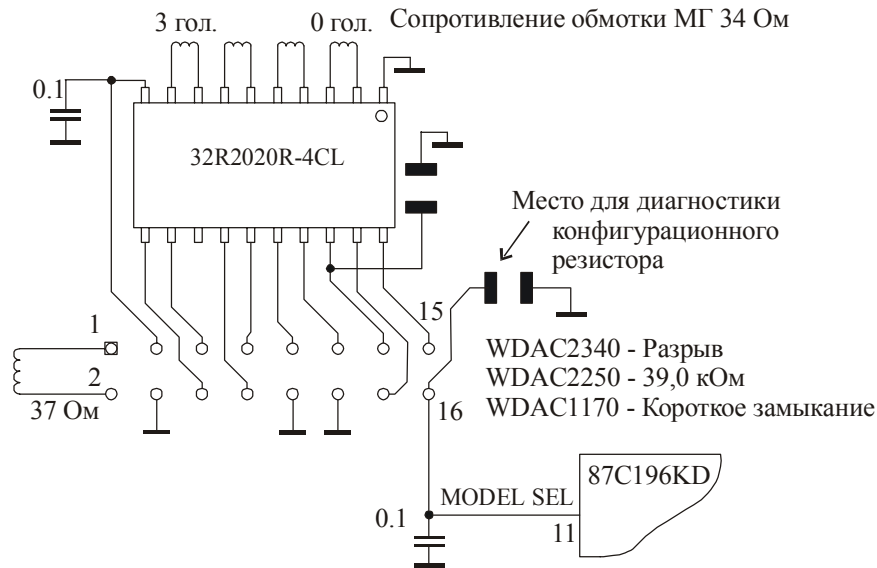 3 гол.
0 гол.
Сопротивление обмотки МГ 34 Ом
0.1
32R2020R-4CL
Место для диагностики
конфигурационного
резистора
15
1
WDAC2340 - Разрыв
2
WDAC2250 - 39,0 кОм
37 Ом
16
WDAC1170 - Короткое замыкание
87C196KD
MODEL SEL
0.1
11